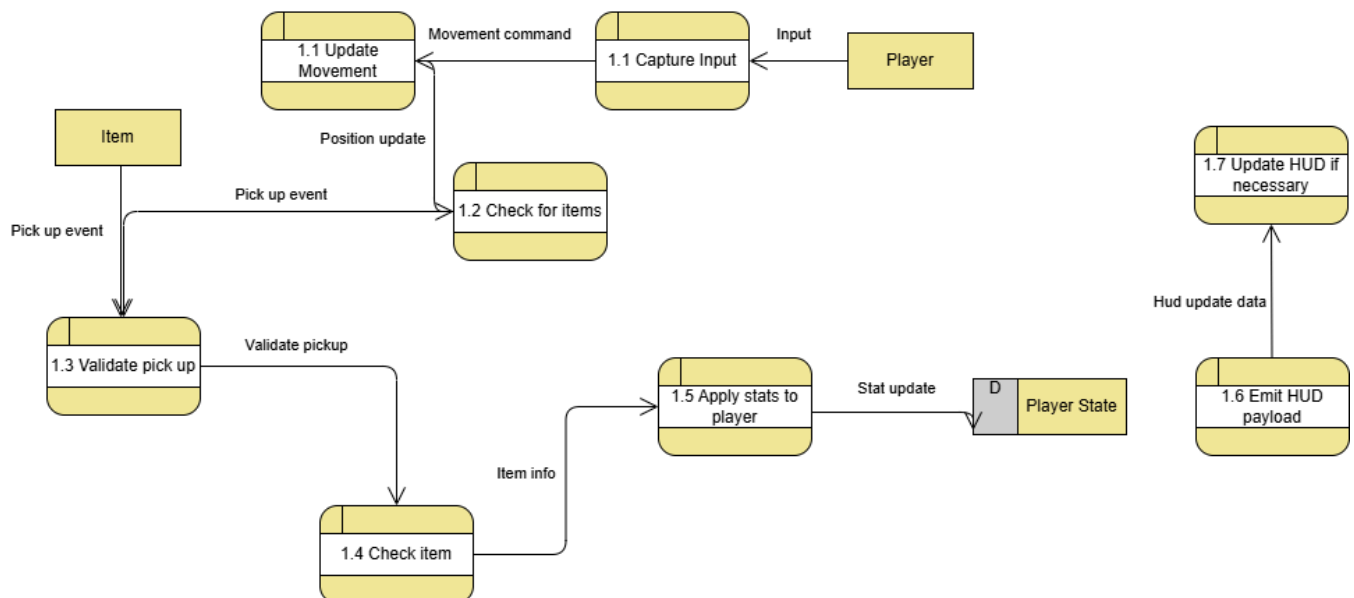 Movement command
Input
1.1 Update
Movement
1.1 Capture Input
Player
Item
Position update
1.7 Update HUD if
necessary
Pick up event
1.2 Check for items
Pick up event
Hud update data
1.3 Validate pick up
Validate pickup
1.5 Apply stats to
player
Stat update
D
Player State
1.6 Emit HUD
payload
Item info
1.4 Check item